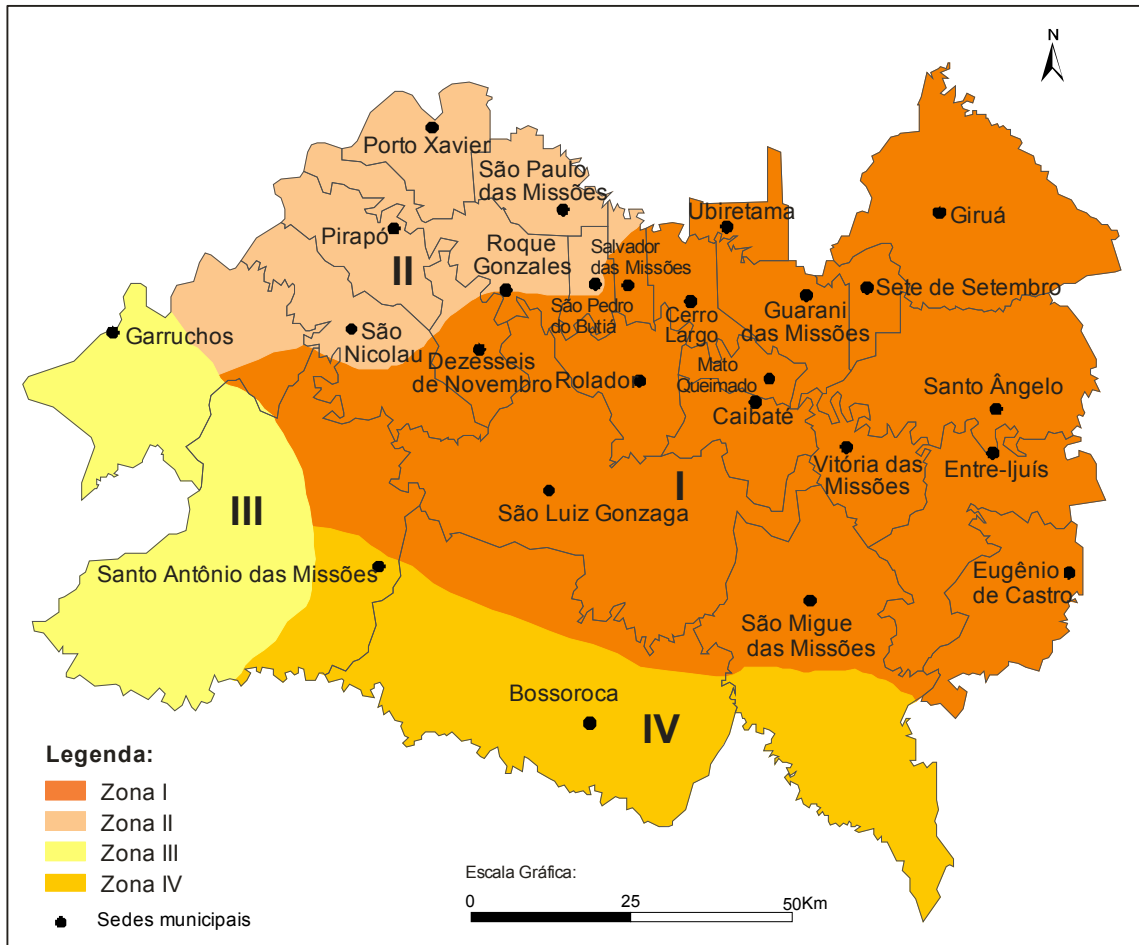 N
Porto Xavier
São Paulo
das Missões
Ubiretama
Giruá
Pirapó
II
Roque
Gonzales
Salvador
das Missões
São Pedro
do Butiá
Cerro
Largo
Guarani
das Missões
Sete de Setembro
Garruchos
São
Nicolau
Dezesseis
de Novembro
Rolador
Mato
Queimado
Caibaté
Santo Ângelo
Vitória das
Missões
Entre-Ijuís
III
I
São Luiz Gonzaga
Santo Antônio das Missões
Eugênio
de Castro
São Migue
das Missões
Bossoroca
IV
Legenda:
Zona I
Zona II
Zona III
Zona IV
Sedes municipais
Escala Gráfica:
0 25 50Km